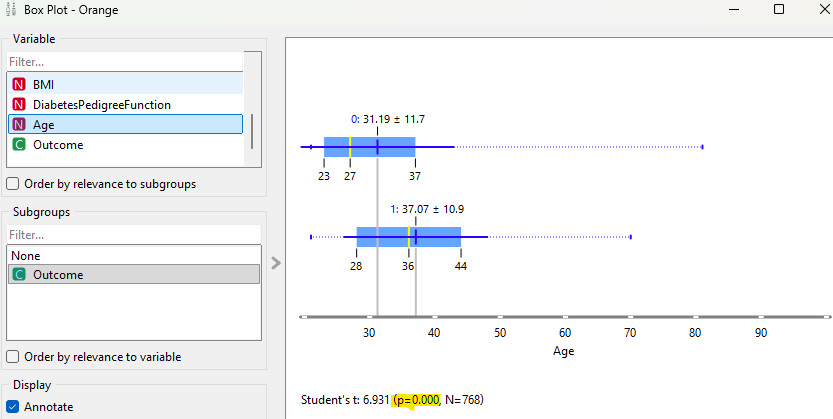 Box Plot - Orange
Variable
Filter...
N BMI
N DiabetesPedigreeFunction
N Age
C Outcome
Order by relevance to subgroups
Subgroups
Filter...
None
C Outcome
Order by relevance to variable
Display
Annotate
0: 31.19 ± 11.7
23 27 37
1: 37.07 ± 10.9
28 36 44
30 40 50 60 70 80 90
Age
Student's t: 6.931 (p=0.000, N=768)